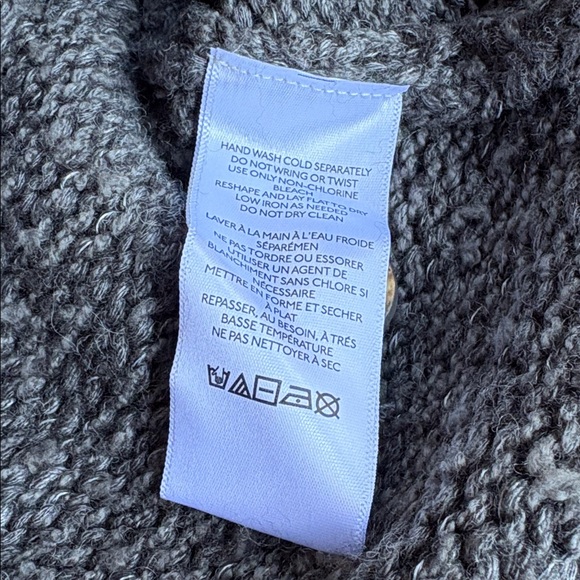 HAND WASH COLD SEPARATELY
DO NOT WRING OR TWIST
USE ONLY NON-CHLORINE
BLEACH
RESHAPE AND LAY FLAT TO DRY
LOW IRON AS NEEDED
DO NOT DRY CLEAN
LAVER À LA MAIN À L'EAU FROIDE
SÉPARÉMEN
NE PAS TORDRE OU ESSORER
UTILISER UN AGENT DE
BLANCHIMENT SANS CHLORE SI
NÉCESSAIRE
METTRE EN FORME ET SECHER
À PLAT
REPASSER, AU BESOIN, À TRÉS
BASSE TEMPÉRATURE
NE PAS NETTOYER À SEC